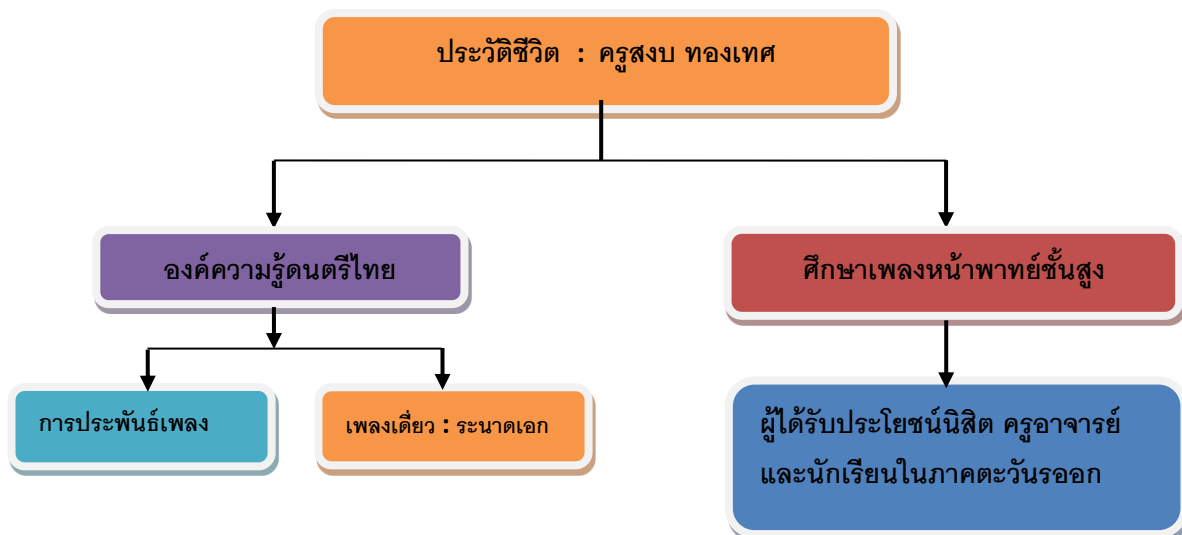 ประวัติชีวิต : ครูสงบ ทองเทศ
องค์ความรู้ดนตรีไทย
ศึกษาเพลงหน้าพาทย์ชั้นสูง
การประพันธ์เพลง
เพลงเดี่ยว : ระนาดเอก
ผู้ได้รับประโยชน์นิสิต ครูอาจารย์
และนักเรียนในภาคตะวันรออก